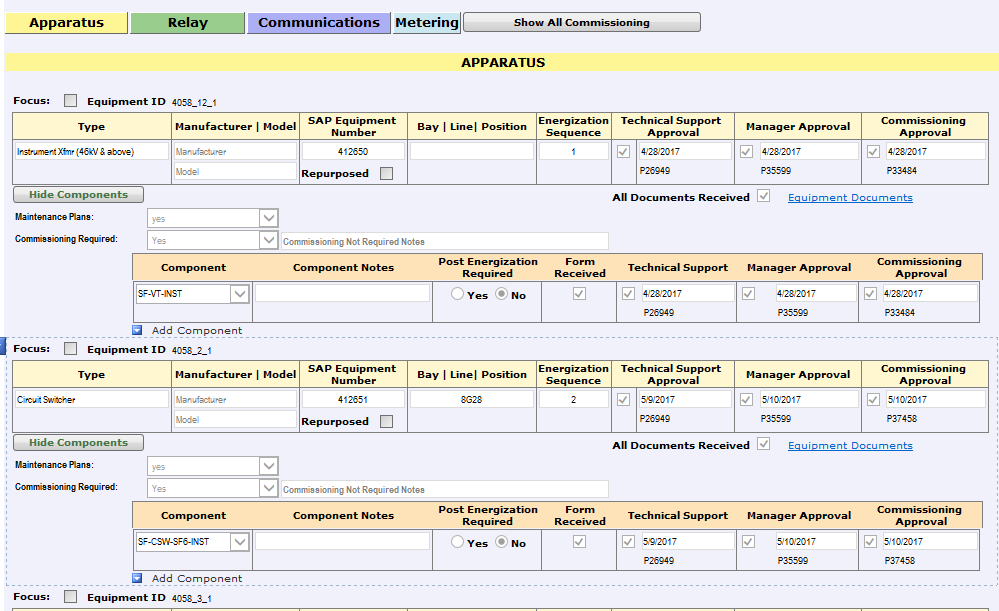 Apparatus Relay Communications Metering Show All Commissioning
APPARATUS
Focus: Equipment ID 4058_12_1
Type Manufacturer | Model SAP Equipment Number Bay | Line| Position Energization Sequence Technical Support Approval Manager Approval Commissioning Approval
Instrument Xfmr (46kV & above) Manufacturer 412650 1 4/28/2017 4/28/2017 4/28/2017
Model Repurposed P26949 P35599 P33484
Hide Components All Documents Received Equipment Documents
Maintenance Plans: yes
Commissioning Required: Yes Commissioning Not Required Notes
Component Component Notes Post Energization Required Form Received Technical Support Manager Approval Commissioning Approval
SF-VT-INST Yes No 4/28/2017 4/28/2017 4/28/2017
P26949 P35599 P33484
Add Component
Focus: Equipment ID 4058_2_1
Type Manufacturer | Model SAP Equipment Number Bay | Line| Position Energization Sequence Technical Support Approval Manager Approval Commissioning Approval
Circuit Switcher Manufacturer 412651 8G28 2 5/9/2017 5/10/2017 5/10/2017
Model Repurposed P26949 P35599 P37458
Hide Components All Documents Received Equipment Documents
Maintenance Plans: yes
Commissioning Required: Yes Commissioning Not Required Notes
Component Component Notes Post Energization Required Form Received Technical Support Manager Approval Commissioning Approval
SF-CSW-SF6-INST Yes No 5/9/2017 5/10/2017 5/10/2017
P26949 P35599 P37458
Add Component
Focus: Equipment ID 4058_3_1